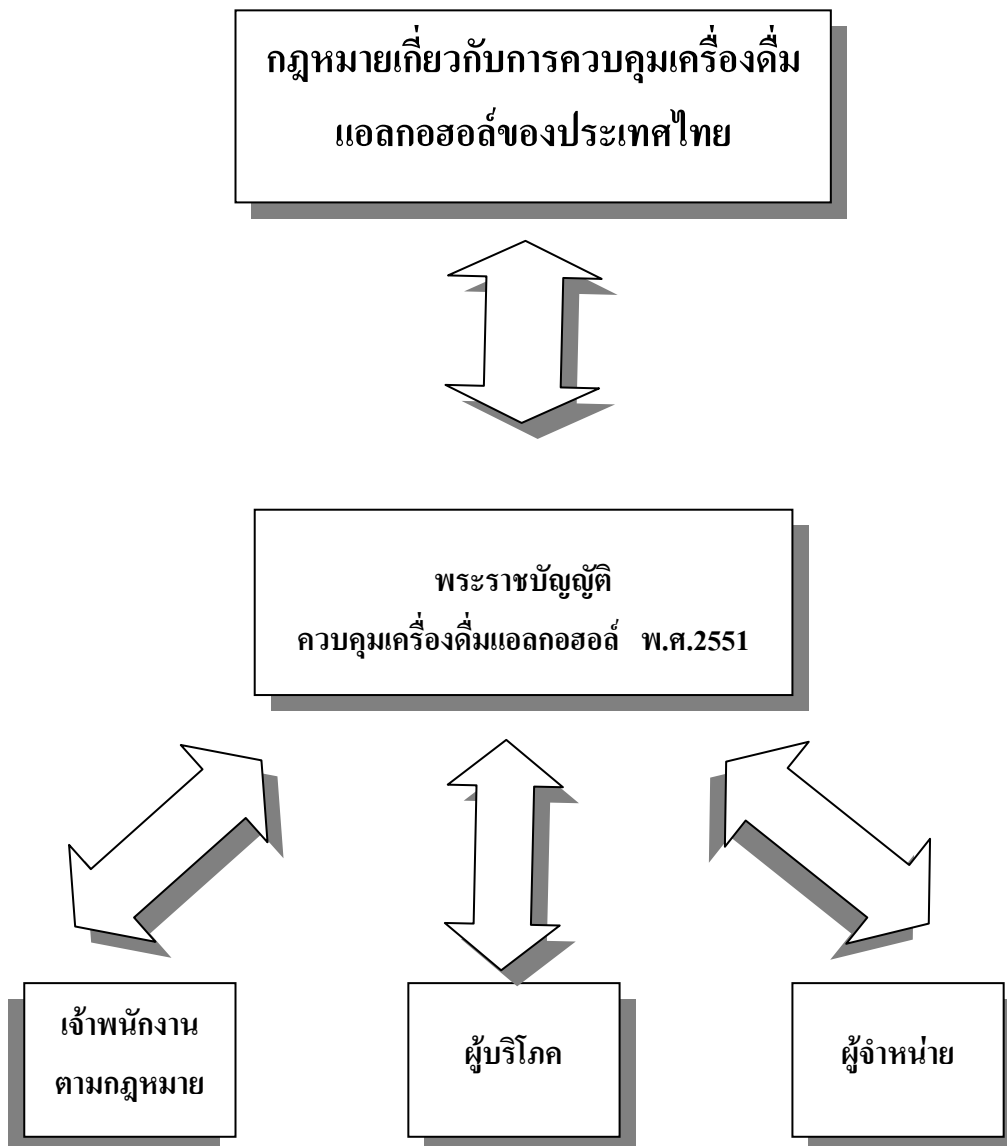 กฎหมายเกี่ยวกับการควบคุมเครื่องดื่ม
แอลกอฮอล์ของประเทศไทย
พระราชบัญญัติ
ควบคุมเครื่องดื่มแอลกอฮอล์ พ.ศ.2551
เจ้าพนักงาน
ตามกฎหมาย
ผู้บริโภค
ผู้จำหน่าย